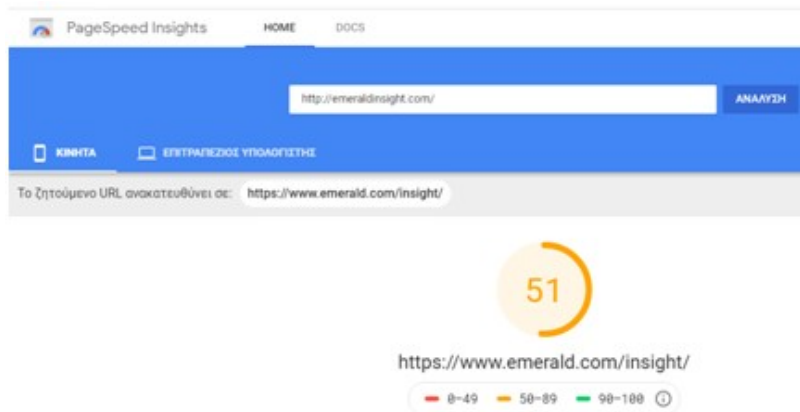 PageSpeed Insights HOME DOCS
http://emeraldinsight.com/ ΑΝΑΛΥΣΗ
ΚΙΝΗΤΑ ΕΠΙΤΡΑΠΕΖΙΟΣ ΥΠΟΛΟΓΙΣΤΗΣ
Το ζητούμενο URL ανακατευθύνει σε: https://www.emerald.com/insight/
51
https://www.emerald.com/insight/
0-49 50-89 90-100